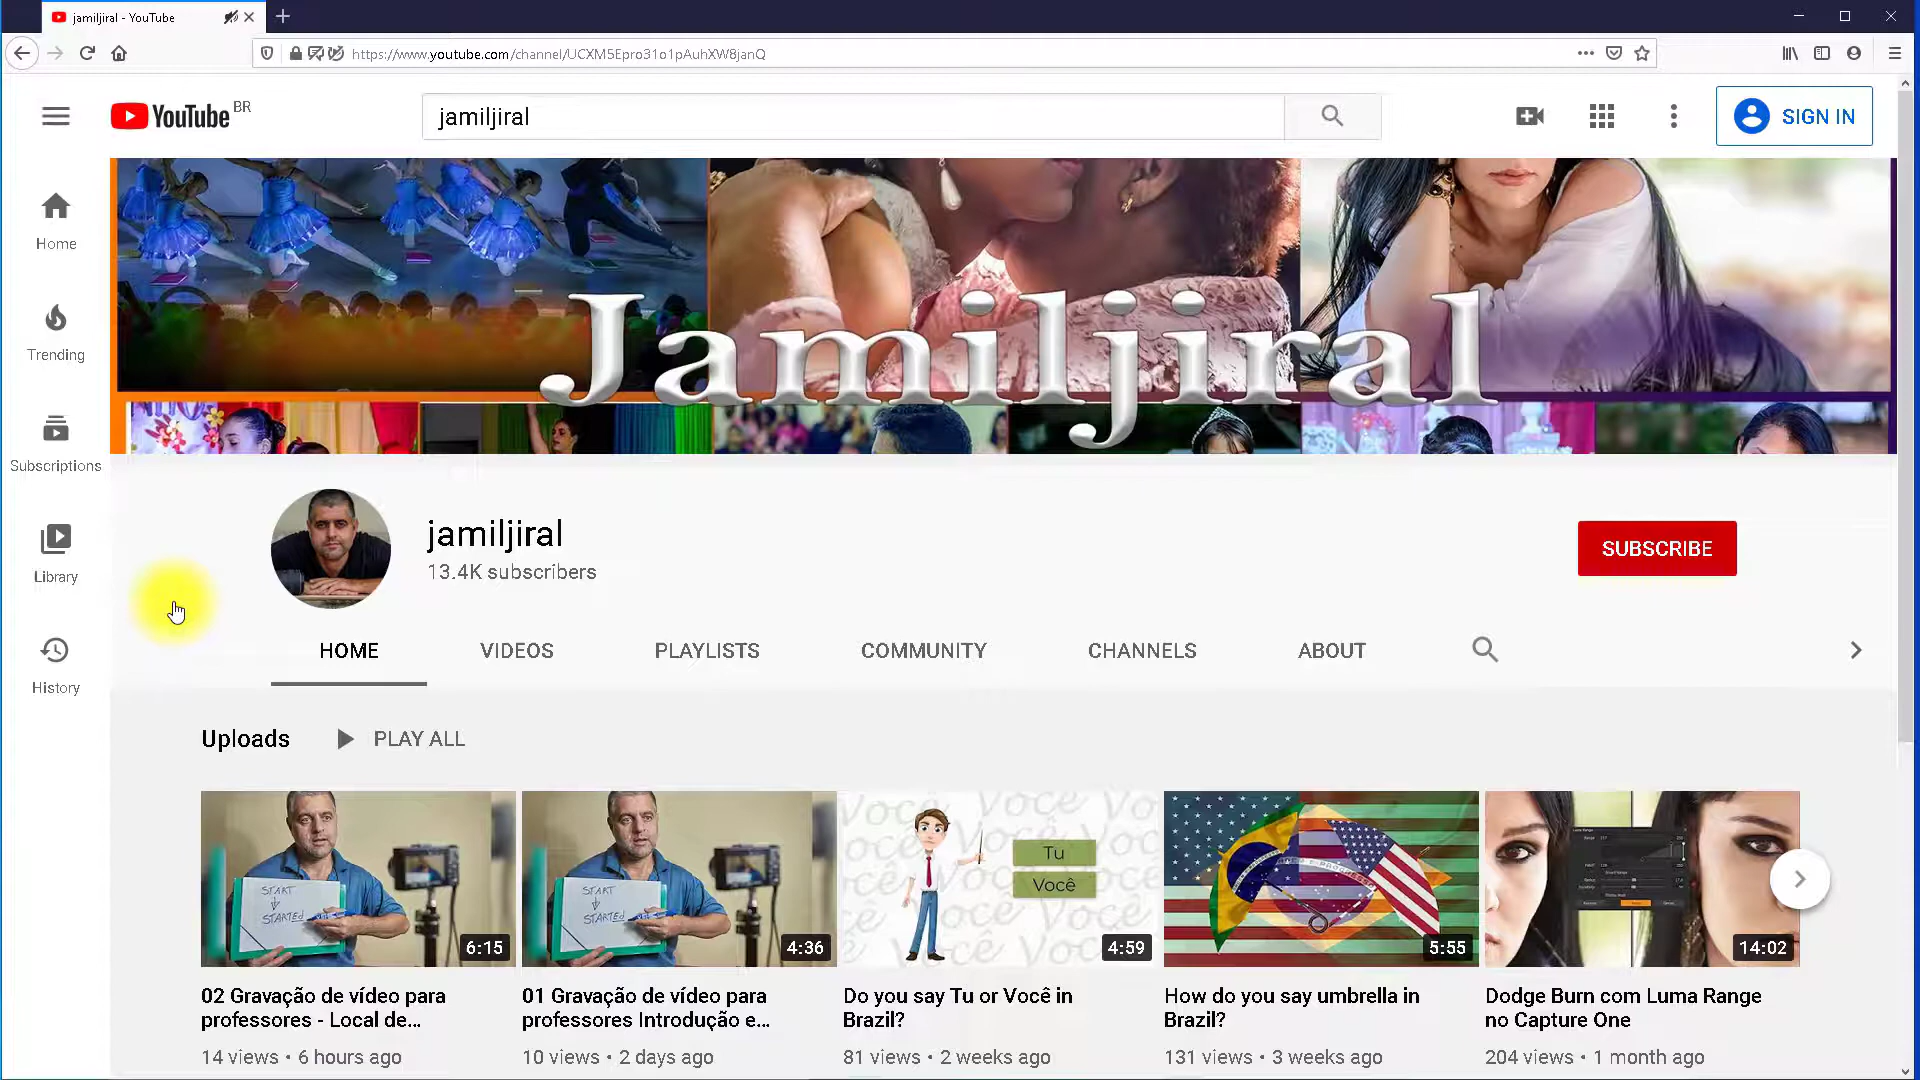 jamiljiral - YouTube
https://www.youtube.com/channel/UCXM5Epro31o1pAuhXW8janQ
YouTube BR
jamiljiral
SIGN IN
Home
Trending
Subscriptions
Library
History
Jamiljiral
jamiljiral
13.4K subscribers
SUBSCRIBE
HOME
VIDEOS
PLAYLISTS
COMMUNITY
CHANNELS
ABOUT
Uploads
PLAY ALL
START
STARTED
6:15
START
STARTED
4:36
Tu
Você
4:59
5:55
14:02
02 Gravação de vídeo para
professores - Local de...
14 views • 6 hours ago
01 Gravação de vídeo para
professores Introdução e...
10 views • 2 days ago
Do you say Tu or Você in
Brazil?
81 views • 2 weeks ago
How do you say umbrella in
Brazil?
131 views • 3 weeks ago
Dodge Burn com Luma Range
no Capture One
204 views • 1 month ago